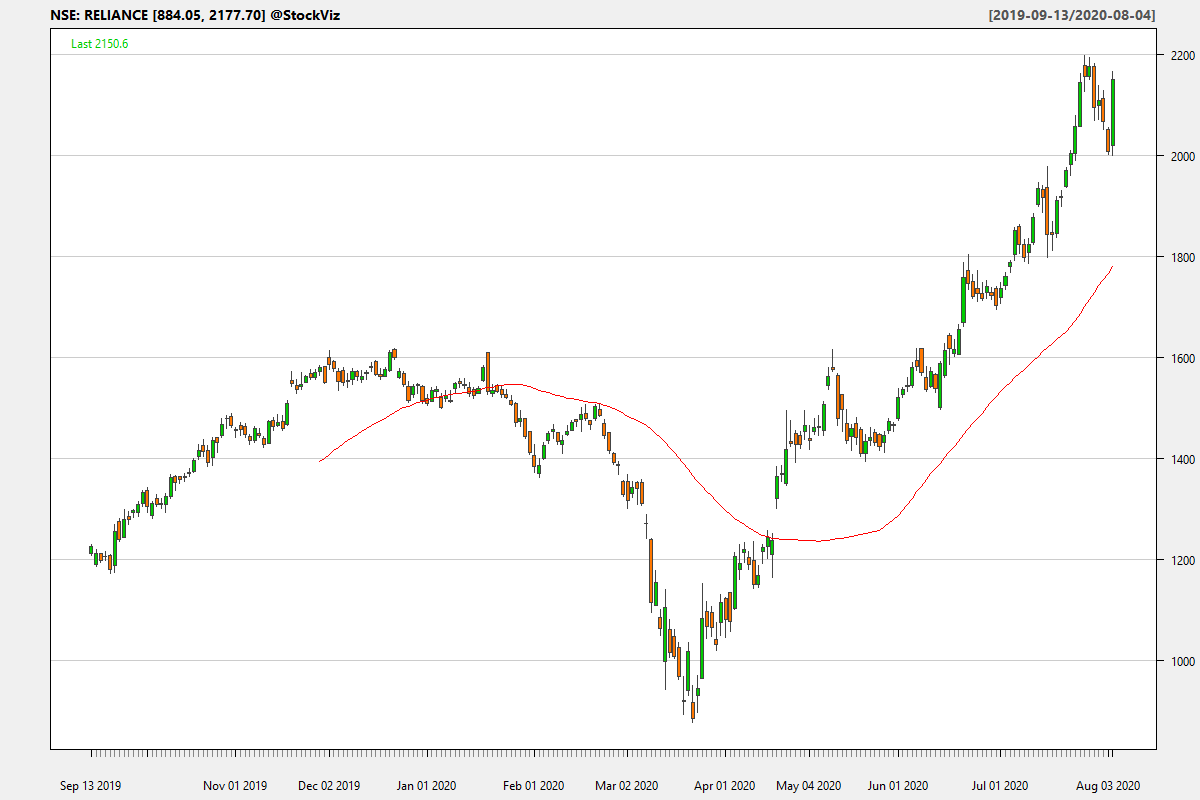 NSE: RELIANCE [884.05, 2177.70] @StockViz
[2019-09-13/2020-08-04]
Last 2150.6
2200
2000
1800
1600
1400
1200
1000
Sep 13 2019
Nov 01 2019
Dec 02 2019
Jan 01 2020
Feb 01 2020
Mar 02 2020
Apr 01 2020
May 04 2020
Jun 01 2020
Jul 01 2020
Aug 03 2020